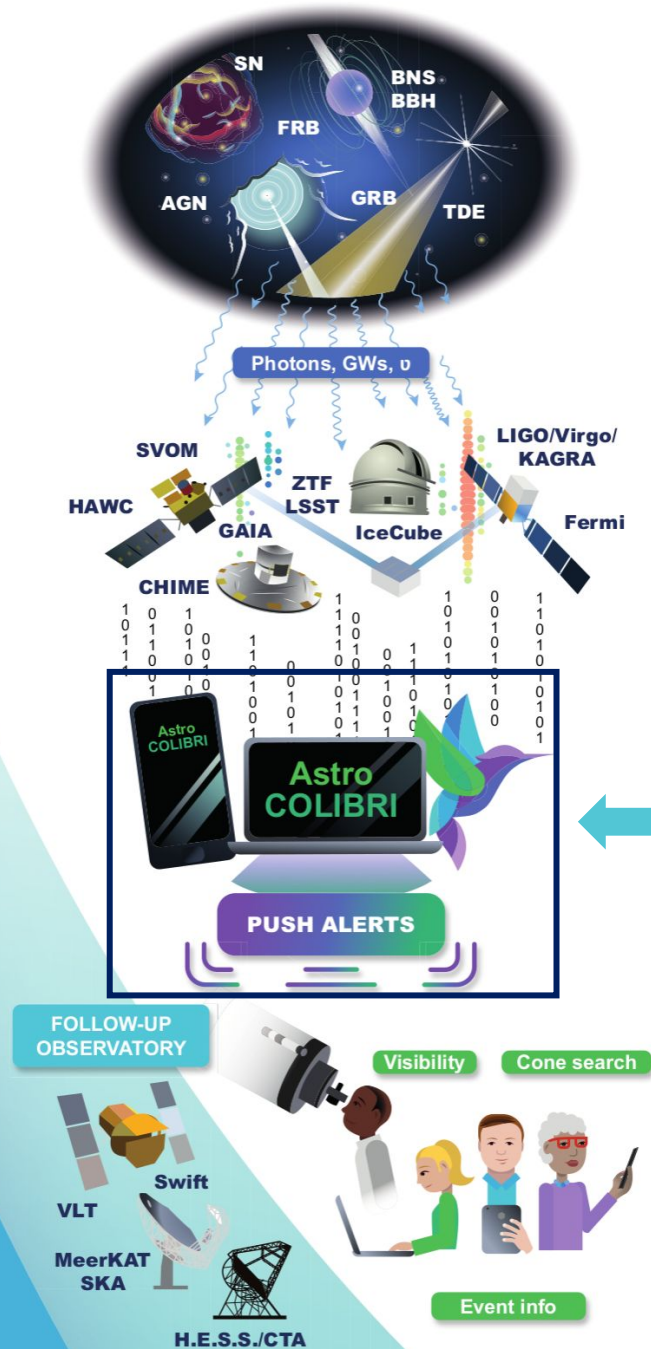 SN
BNS
BBH
FRB
AGN
GRB
TDE
Photons, GWs, υ
SVOM
LIGO/Virgo/
KAGRA
ZTF
LSST
HAWC
GAIA
IceCube
Fermi
CHIME
Astro
COLIBRI
Astro
COLIBRI
PUSH ALERTS
FOLLOW-UP
OBSERVATORY
Visibility
Cone search
Swift
VLT
MeerKAT
SKA
Event info
H.E.S.S./CTA